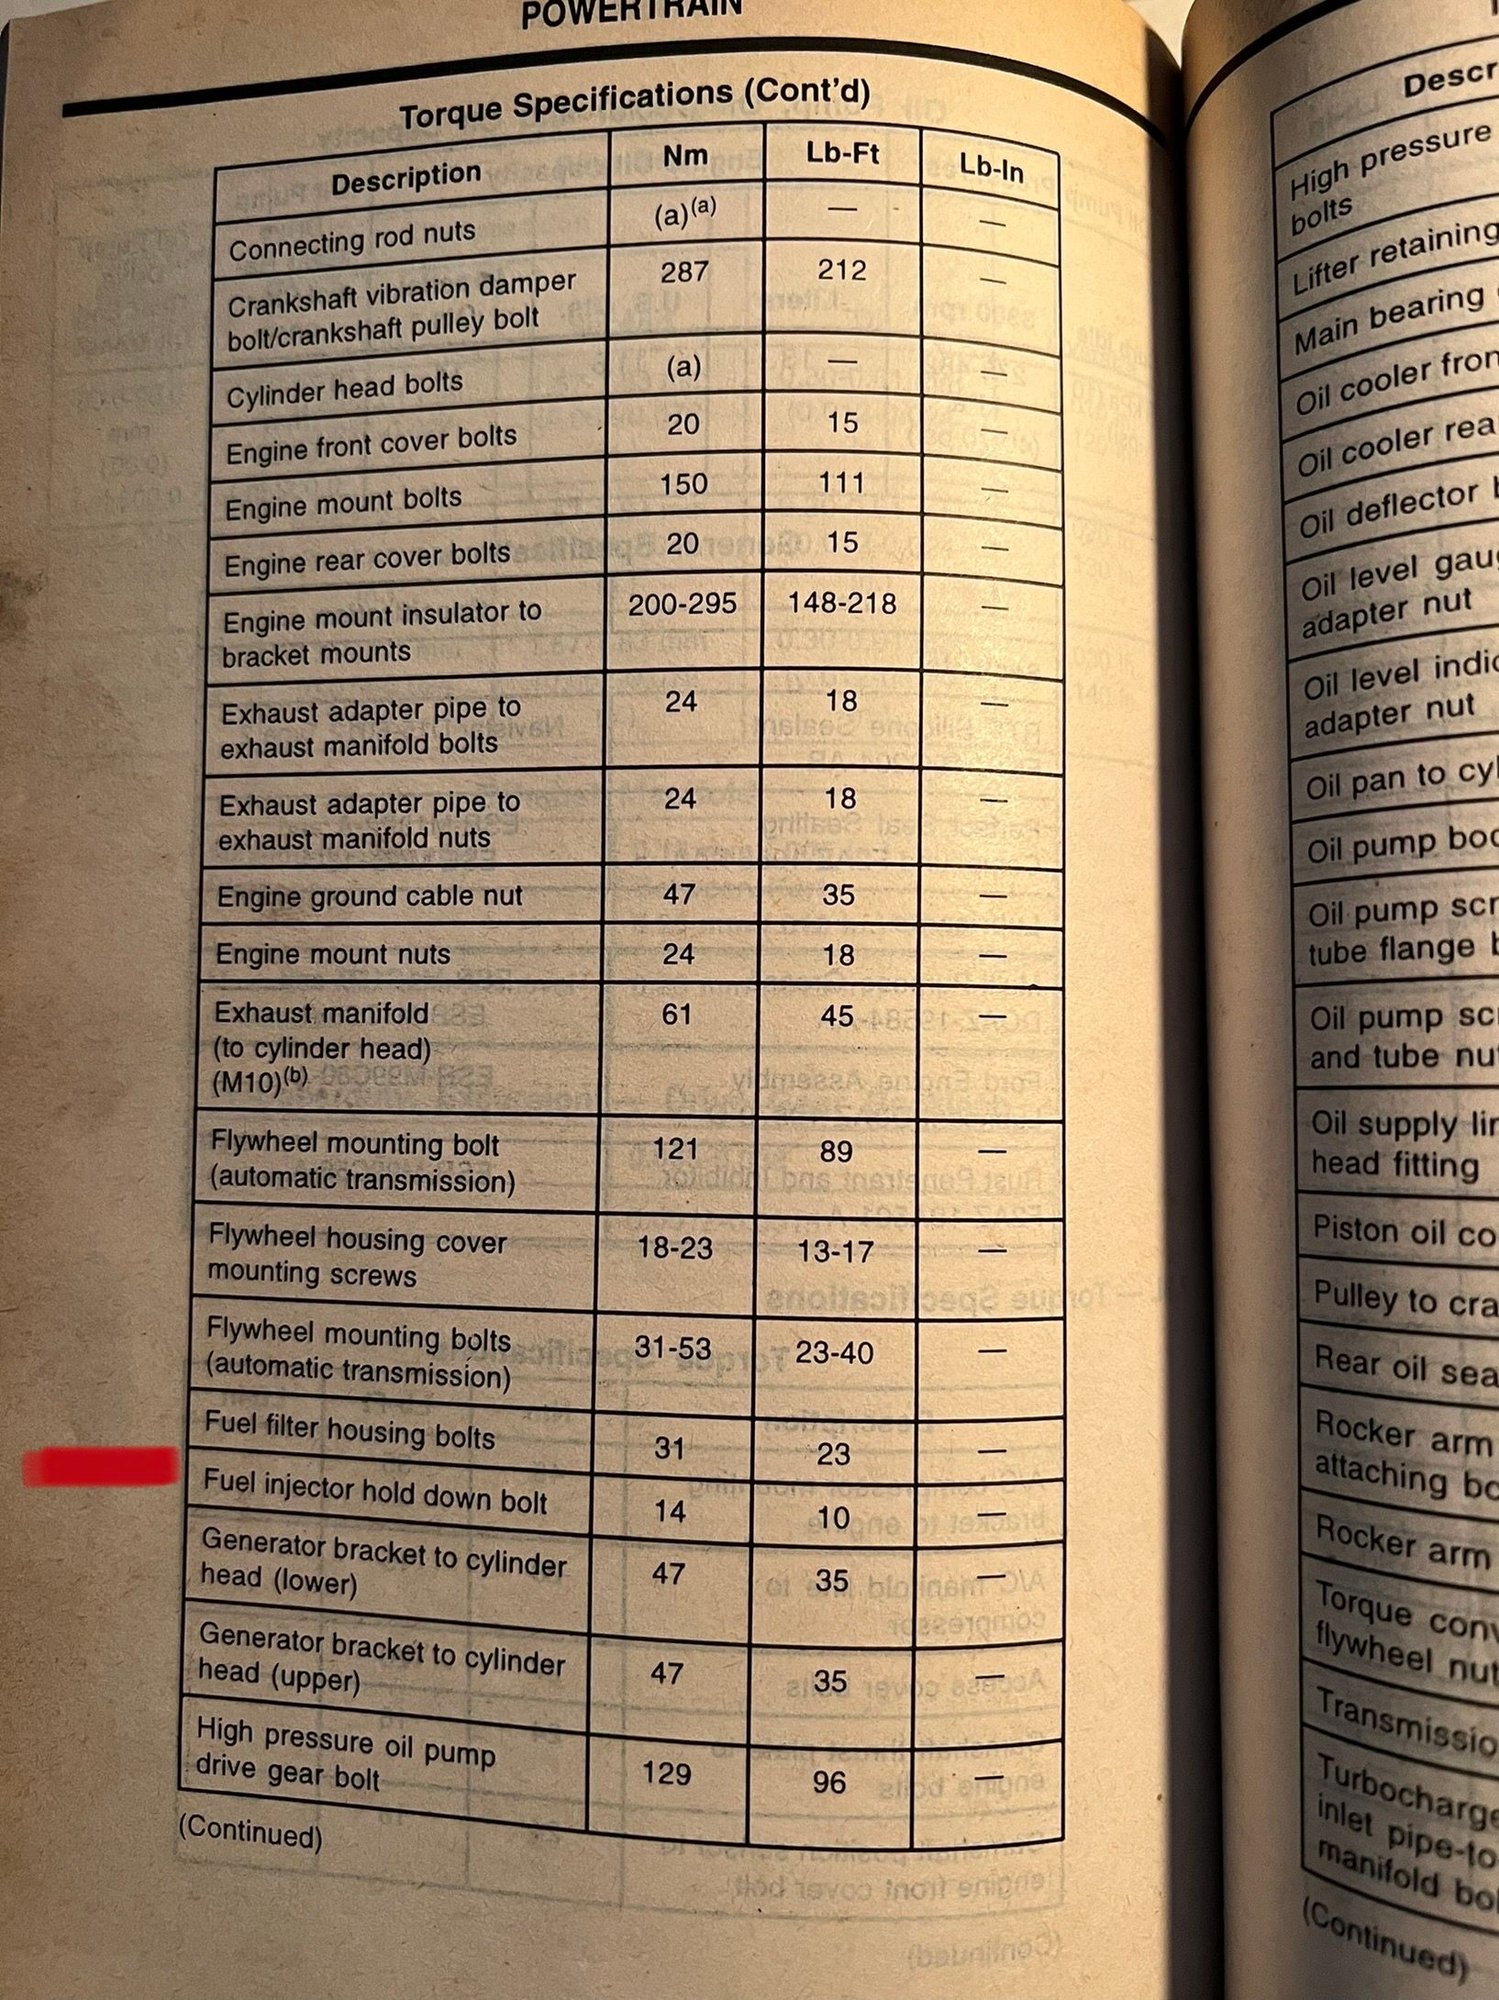 POWERTRAIN
Torque Specifications (Cont'd)
Description Nm Lb-Ft Lb-In
Connecting rod nuts (a)(a) — —
Crankshaft vibration damper 287 212 —
bolt/crankshaft pulley bolt
Cylinder head bolts (a) — —
Engine front cover bolts 20 15 —
Engine mount bolts 150 111 —
Engine rear cover bolts 20 15 —
Engine mount insulator to 200-295 148-218 —
bracket mounts
Exhaust adapter pipe to 24 18 —
exhaust manifold bolts
Exhaust adapter pipe to 24 18 —
exhaust manifold nuts
Engine ground cable nut 47 35 —
Engine mount nuts 24 18 —
Exhaust manifold 61 45 —
(to cylinder head)
(M10)(b)
Flywheel mounting bolt 121 89 —
(automatic transmission)
Flywheel housing cover 18-23 13-17 —
mounting screws
Flywheel mounting bolts 31-53 23-40 —
(automatic transmission)
Fuel filter housing bolts 31 23 —
Fuel injector hold down bolt 14 10 —
Generator bracket to cylinder 47 35 —
head (lower)
Generator bracket to cylinder 47 35 —
head (upper)
High pressure oil pump 129 96 —
drive gear bolt
(Continued)
Descr
High pressure
bolts
Lifter retaining
Main bearing
Oil cooler fron
Oil cooler rea
Oil deflector
Oil level gau
adapter nut
Oil level indic
adapter nut
Oil pan to cyl
Oil pump bod
Oil pump scr
tube flange
Oil pump scr
and tube nut
Oil supply lin
head fitting
Piston oil co
Pulley to cra
Rear oil sea
Rocker arm
attaching bo
Rocker arm
Torque conv
flywheel nut
Transmissio
Turbocharge
inlet pipe-to
manifold bol
(Continued)